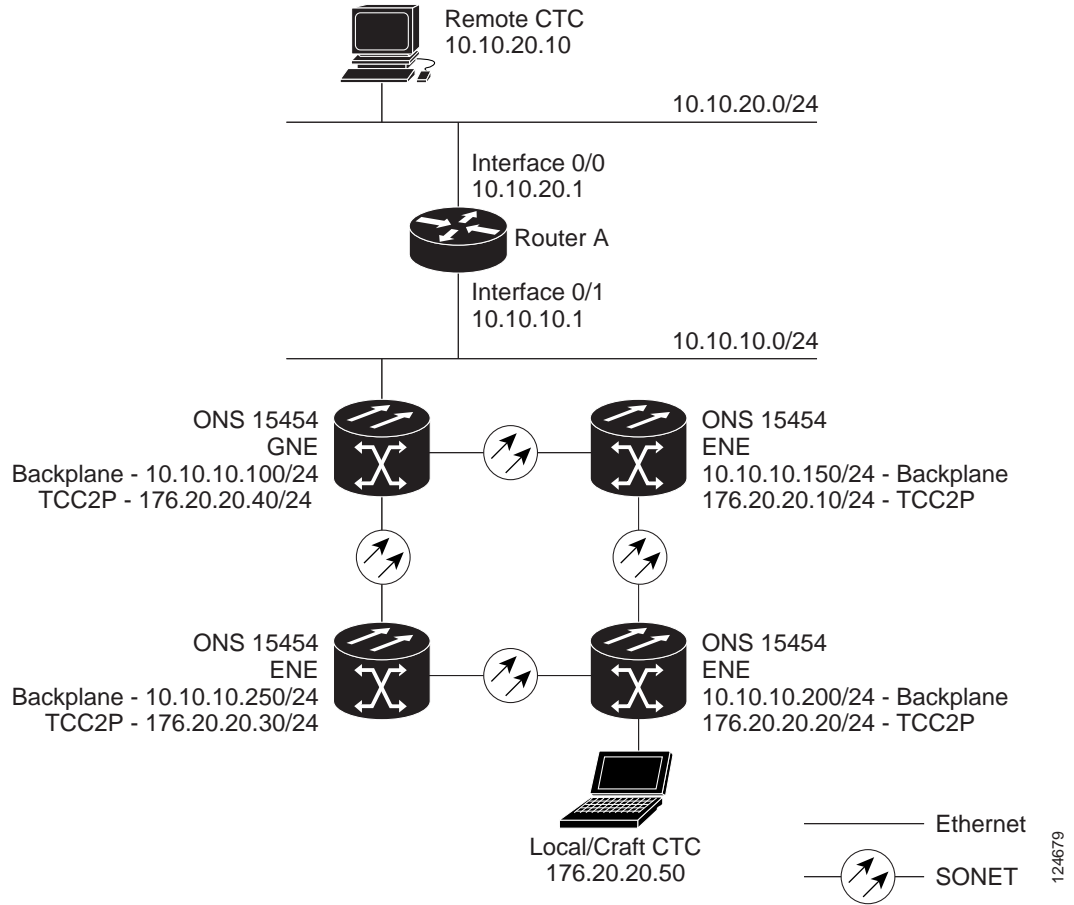 Remote CTC
10.10.20.10
10.10.20.0/24
Interface 0/0
10.10.20.1
Router A
Interface 0/1
10.10.10.1
10.10.10.0/24
ONS 15454
GNE
Backplane - 10.10.10.100/24
TCC2P - 176.20.20.40/24
ONS 15454
ENE
10.10.10.150/24 - Backplane
176.20.20.10/24 - TCC2P
ONS 15454
ENE
Backplane - 10.10.10.250/24
TCC2P - 176.20.20.30/24
ONS 15454
ENE
10.10.10.200/24 - Backplane
176.20.20.20/24 - TCC2P
Local/Craft CTC
176.20.20.50
Ethernet
SONET
124679